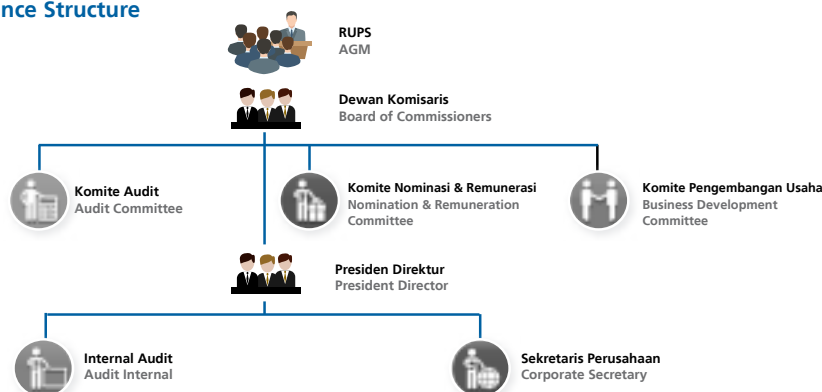 nce Structure
RUPS
AGM
Dewan Komisaris
Board of Commissioners
Komite Audit
Audit Committee
Komite Nominasi & Remunerasi
Nomination & Remuneration
Committee
Komite Pengembangan Usaha
Business Development
Committee
Presiden Direktur
President Director
Internal Audit
Audit Internal
Sekretaris Perusahaan
Corporate Secretary